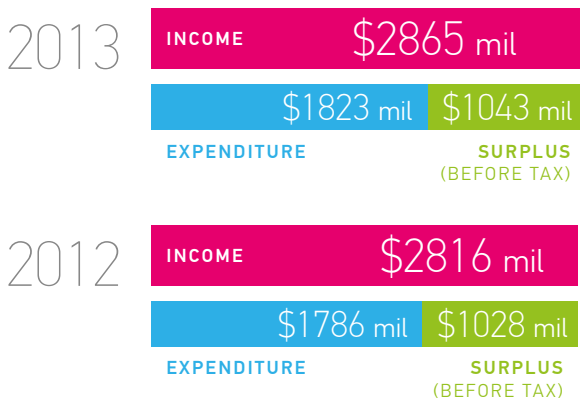 2013
INCOME $2865 mil
$1823 mil $1043 mil
EXPENDITURE SURPLUS
(BEFORE TAX)
2012
INCOME $2816 mil
$1786 mil $1028 mil
EXPENDITURE SURPLUS
(BEFORE TAX)